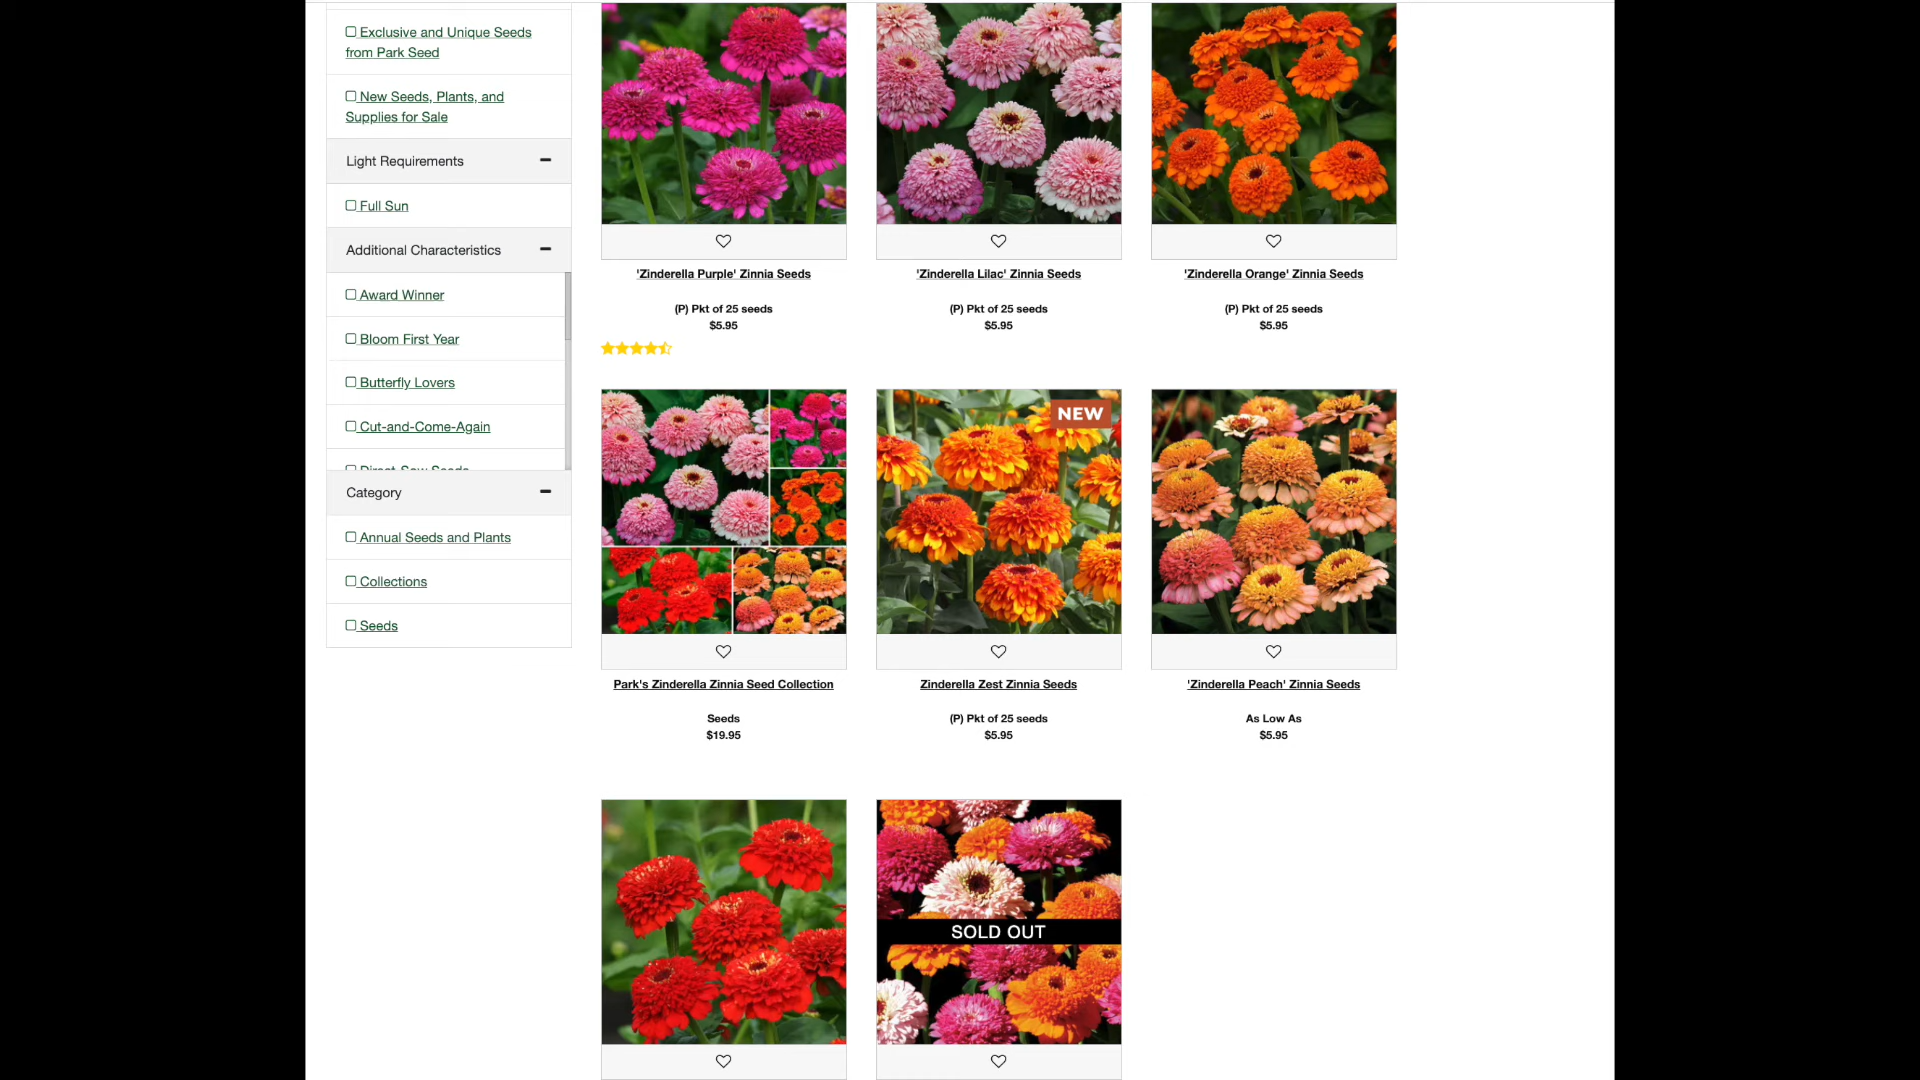 Exclusive and Unique Seeds
from Park Seed
New Seeds, Plants, and
Supplies for Sale
Light Requirements
Full Sun
Additional Characteristics
Award Winner
Bloom First Year
Butterfly Lovers
Cut-and-Come-Again
Direct-Sow Seeds
Category
Annual Seeds and Plants
Collections
Seeds
'Zinderella Purple' Zinnia Seeds
(P) Pkt of 25 seeds
$5.95
'Zinderella Lilac' Zinnia Seeds
(P) Pkt of 25 seeds
$5.95
'Zinderella Orange' Zinnia Seeds
(P) Pkt of 25 seeds
$5.95
Park's Zinderella Zinnia Seed Collection
Seeds
$19.95
NEW
Zinderella Zest Zinnia Seeds
(P) Pkt of 25 seeds
$5.95
'Zinderella Peach' Zinnia Seeds
As Low As
$5.95
SOLD OUT